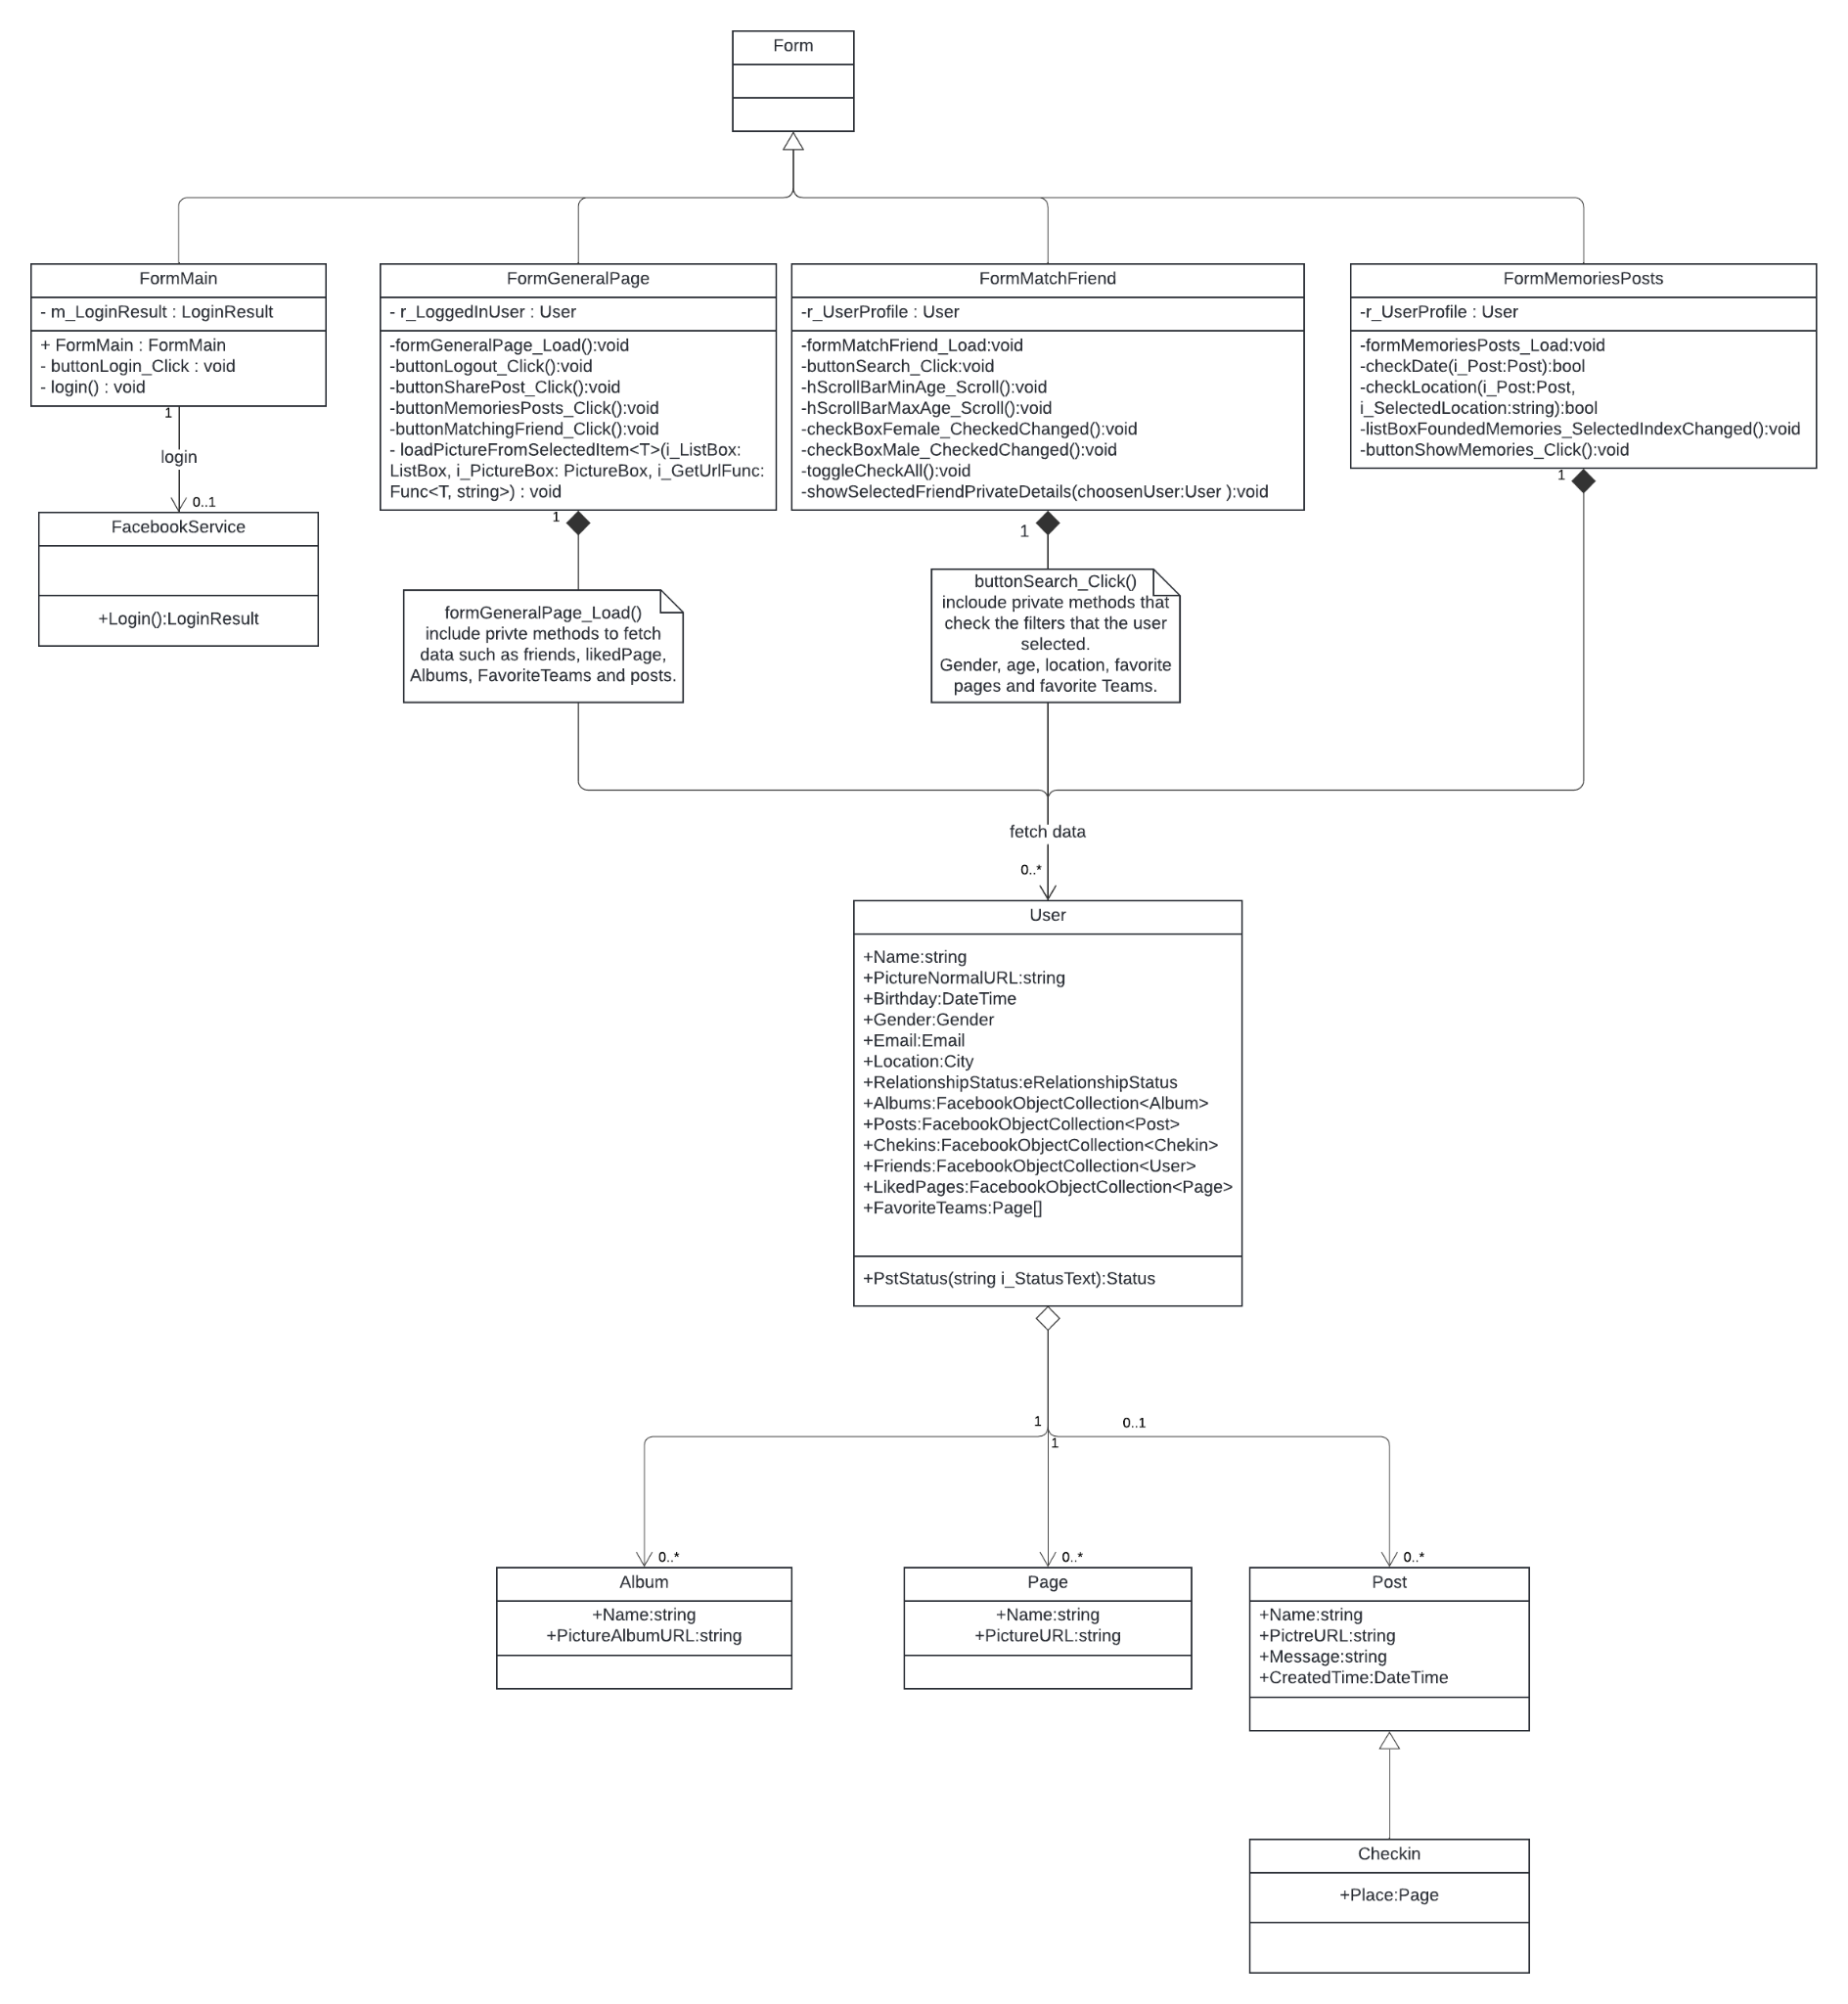 Form
FormMain
- m_LoginResult : LoginResult
+ FormMain : FormMain
- buttonLogin_Click : void
- login() : void
1
login
0..1
FacebookService
+Login():LoginResult
FormGeneralPage
- r_LoggedInUser : User
-formGeneralPage_Load():void
-buttonLogout_Click():void
-buttonSharePost_Click():void
-buttonMemoriesPosts_Click():void
-buttonMatchingFriend_Click():void
- loadPictureFromSelectedItem<T>(i_ListBox:
ListBox, i_PictureBox: PictureBox, i_GetUrlFunc:
Func<T, string>) : void
1
formGeneralPage_Load()
include privte methods to fetch
data such as friends, likedPage,
Albums, FavoriteTeams and posts.
FormMatchFriend
-r_UserProfile : User
-formMatchFriend_Load:void
-buttonSearch_Click:void
-hScrollBarMinAge_Scroll():void
-hScrollBarMaxAge_Scroll():void
-checkBoxFemale_CheckedChanged():void
-checkBoxMale_CheckedChanged():void
-toggleCheckAll():void
-showSelectedFriendPrivateDetails(choosenUser:User ):void
1
buttonSearch_Click()
incloude private methods that
check the filters that the user
selected.
Gender, age, location, favorite
pages and favorite Teams.
FormMemoriesPosts
-r_UserProfile : User
-formMemoriesPosts_Load:void
-checkDate(i_Post:Post):bool
-checkLocation(i_Post:Post,
i_SelectedLocation:string):bool
-listBoxFoundedMemories_SelectedIndexChanged():void
-buttonShowMemories_Click():void
1
fetch data
0..*
User
+Name:string
+PictureNormalURL:string
+Birthday:DateTime
+Gender:Gender
+Email:Email
+Location:City
+RelationshipStatus:eRelationshipStatus
+Albums:FacebookObjectCollection<Album>
+Posts:FacebookObjectCollection<Post>
+Chekins:FacebookObjectCollection<Chekin>
+Friends:FacebookObjectCollection<User>
+LikedPages:FacebookObjectCollection<Page>
+FavoriteTeams:Page[]
+PstStatus(string i_StatusText):Status
1
0..1
1
0..*
Album
+Name:string
+PictureAlbumURL:string
0..*
Page
+Name:string
+PictureURL:string
0..*
Post
+Name:string
+PictreURL:string
+Message:string
+CreatedTime:DateTime
Checkin
+Place:Page